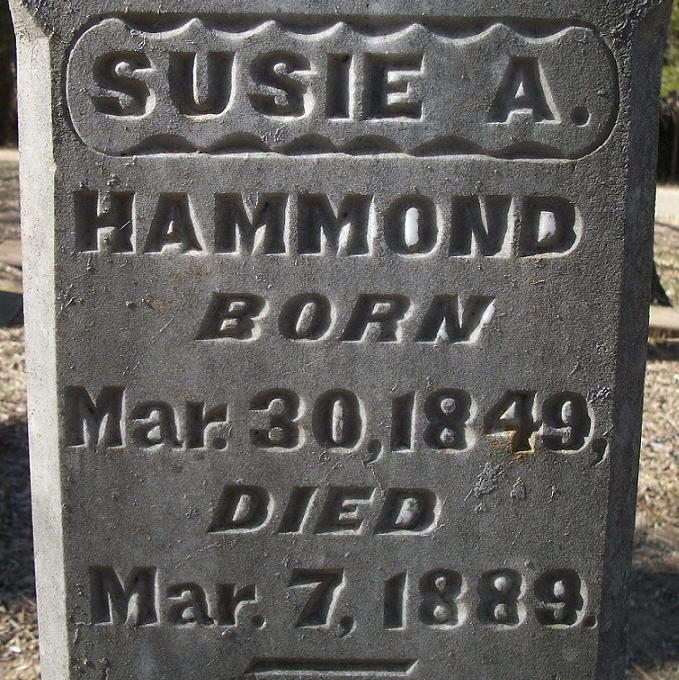 SUSIE A.
HAMMOND
BORN
Mar. 30, 1849,
DIED
Mar. 7, 1889.